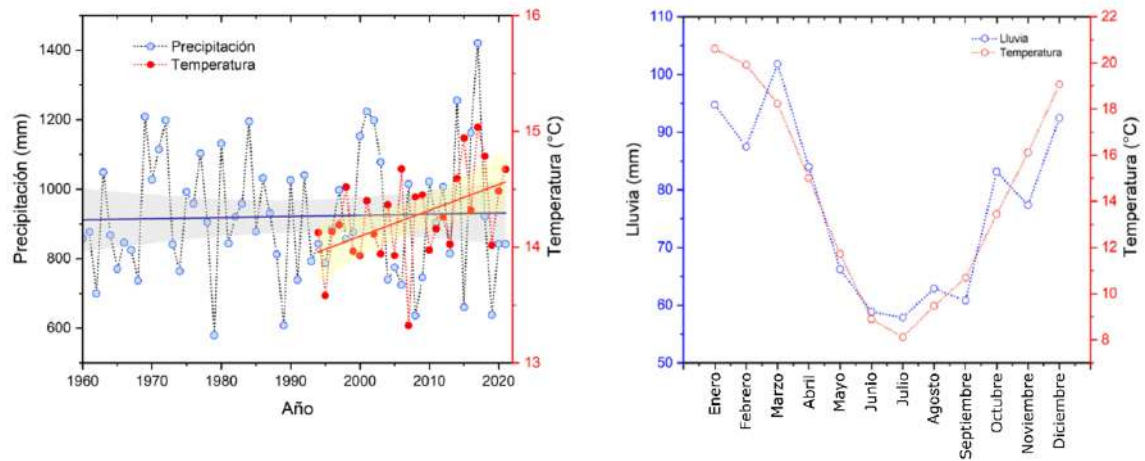 Precipitación
Temperatura
Precipitación (mm)
1400
1200
1000
800
600
1960
1970
1980
1990
2000
2010
2020
Año
16
15
14
13
Temperatura (°C)
Lluvia
Temperatura
Lluvia (mm)
110
100
90
80
70
60
50
Enero
Febrero
Marzo
Abril
Mayo
Junio
Julio
Agosto
Septiembre
Octubre
Noviembre
Diciembre
22
20
18
16
14
12
10
8
Temperatura (°C)